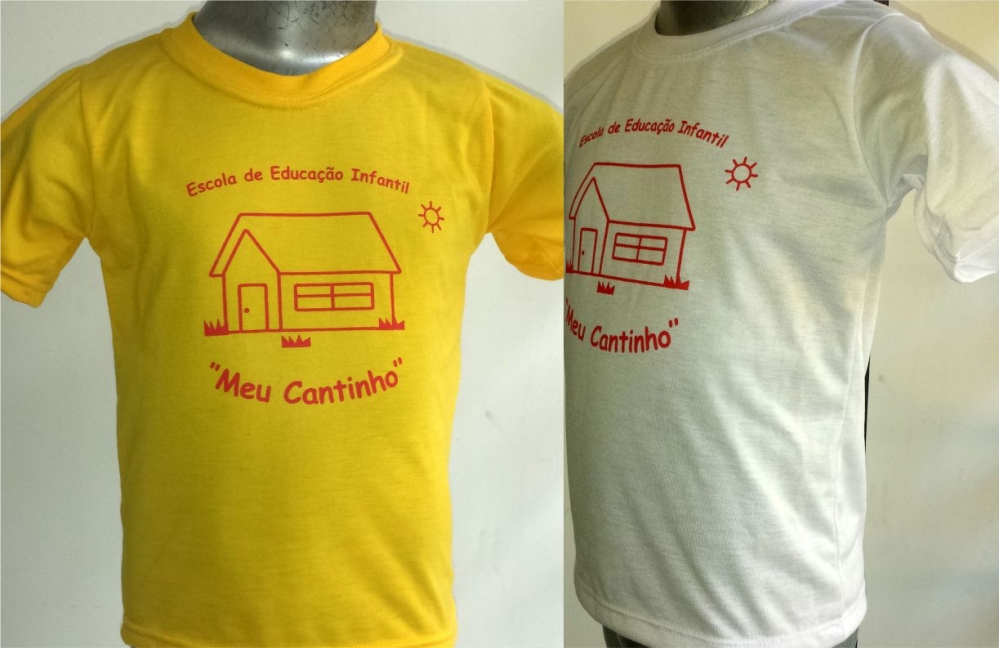 Escola de Educação Infantil
"Meu Cantinho"
Escola de Educação Infantil
"Meu Cantinho"